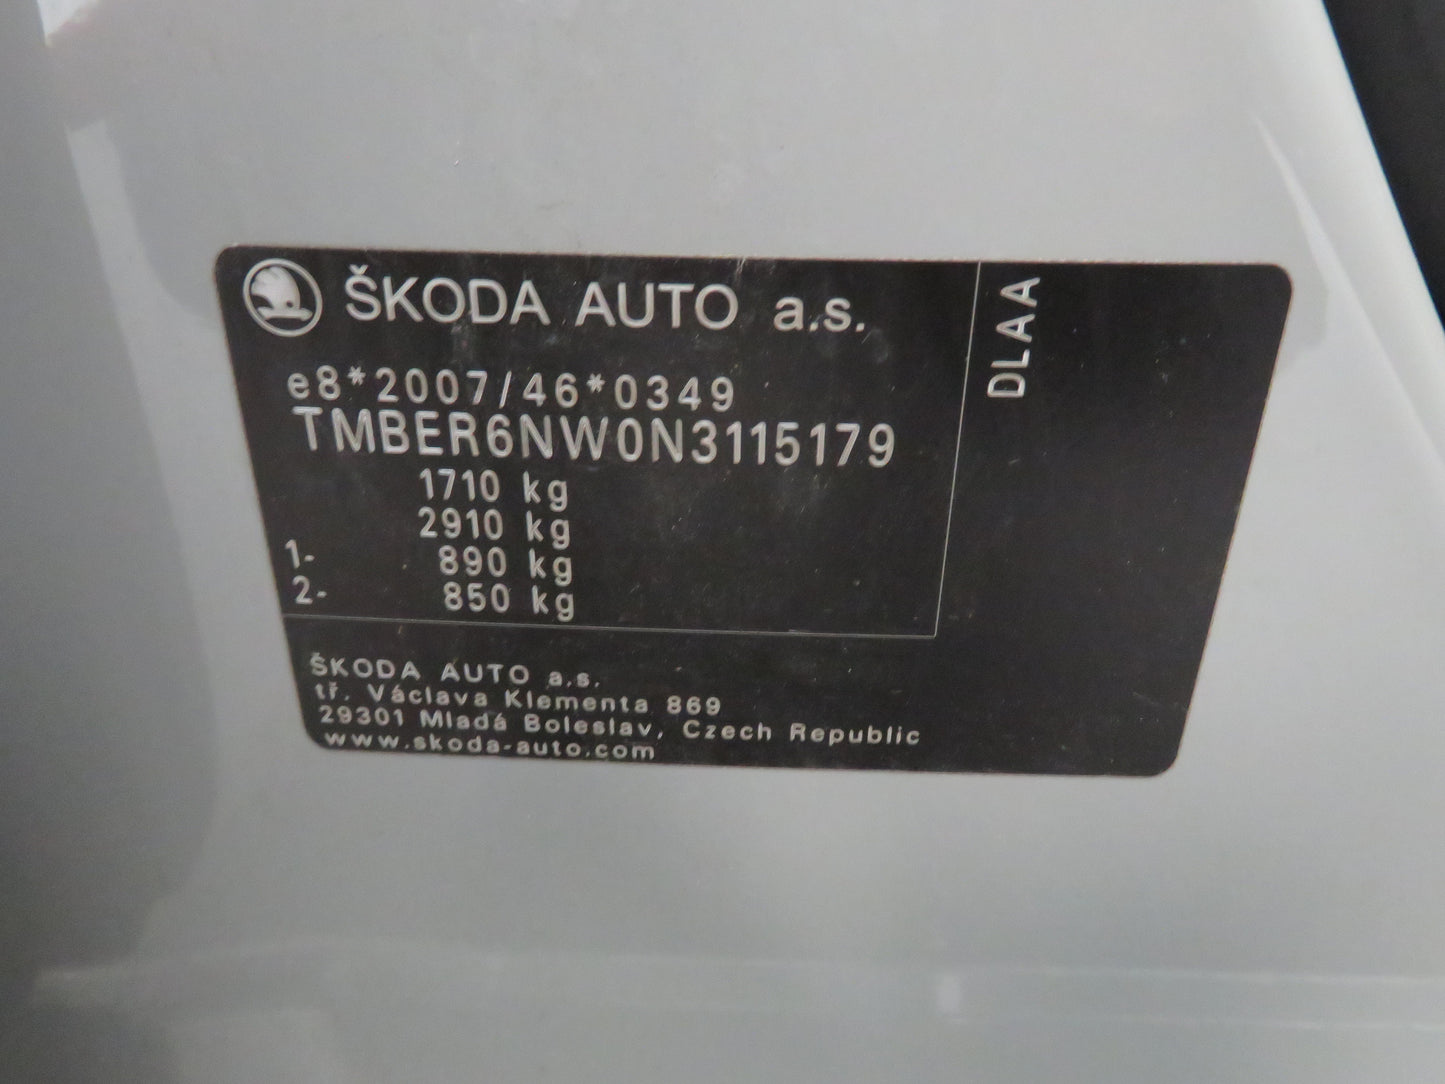 ŠKODA AUTO a.s.
e8*2007/46*0349
TMBER6NW0N3115179
1710 kg
2910 kg
1- 890 kg
2- 850 kg
DLAA
ŠKODA AUTO a.s.
tř. Václava Klementa 869
29301 Mladá Boleslav, Czech Republic
www.skoda-auto.com